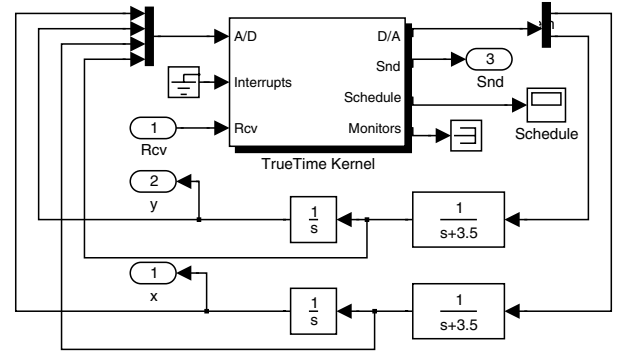 A/D
D/A
Snd
3
Snd
Interrupts
Schedule
Schedule
1
Rcv
Rcv
Monitors
TrueTime Kernel
2
y
1
s
1
s+3.5
1
x
1
s
1
s+3.5